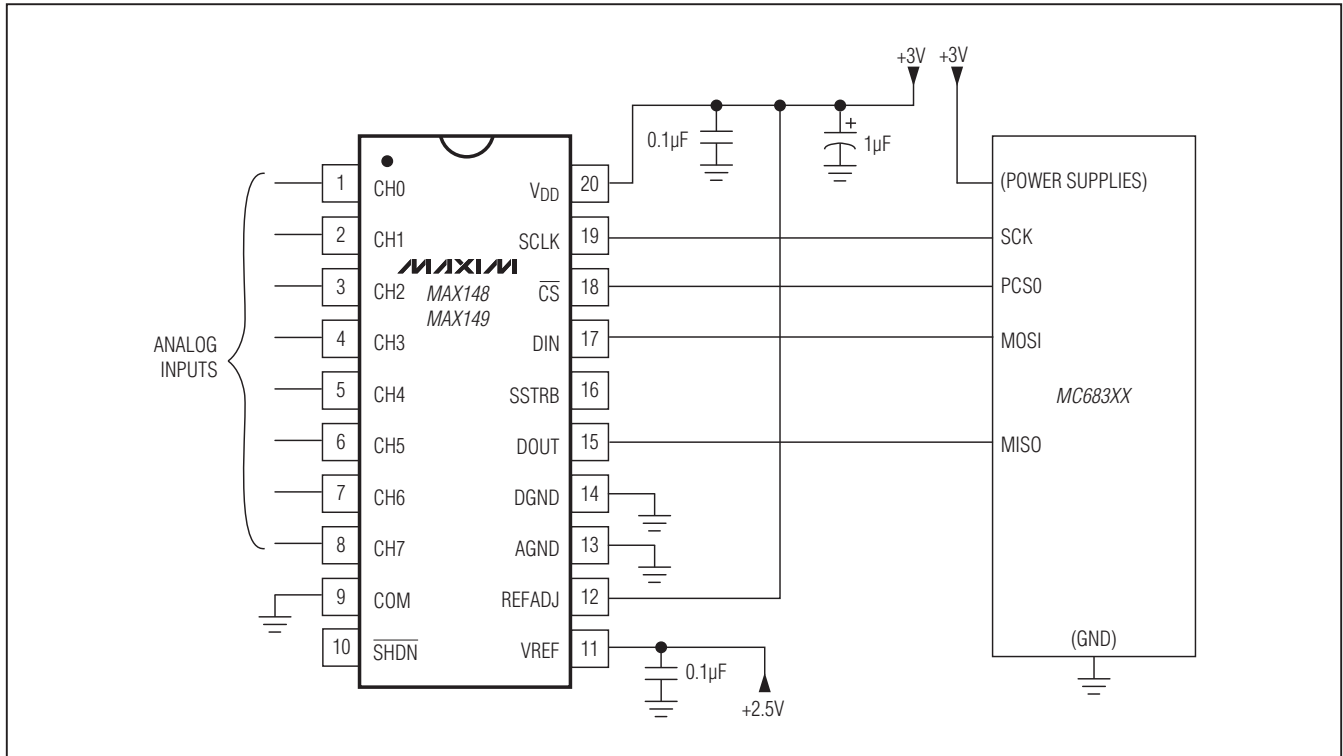 +3V +3V
0.1µF
+
1µF
1 CH0
2 CH1
3 CH2
4 CH3
5 CH4
6 CH5
7 CH6
8 CH7
9 COM
10 SHDN
ANALOG
INPUTS
MAXIM
MAX148
MAX149
VDD 20
SCLK 19
CS 18
DIN 17
SSTRB 16
DOUT 15
DGND 14
AGND 13
REFADJ 12
VREF 11
0.1µF
+2.5V
(POWER SUPPLIES)
SCK
PCS0
MOSI
MC683XX
MISO
(GND)